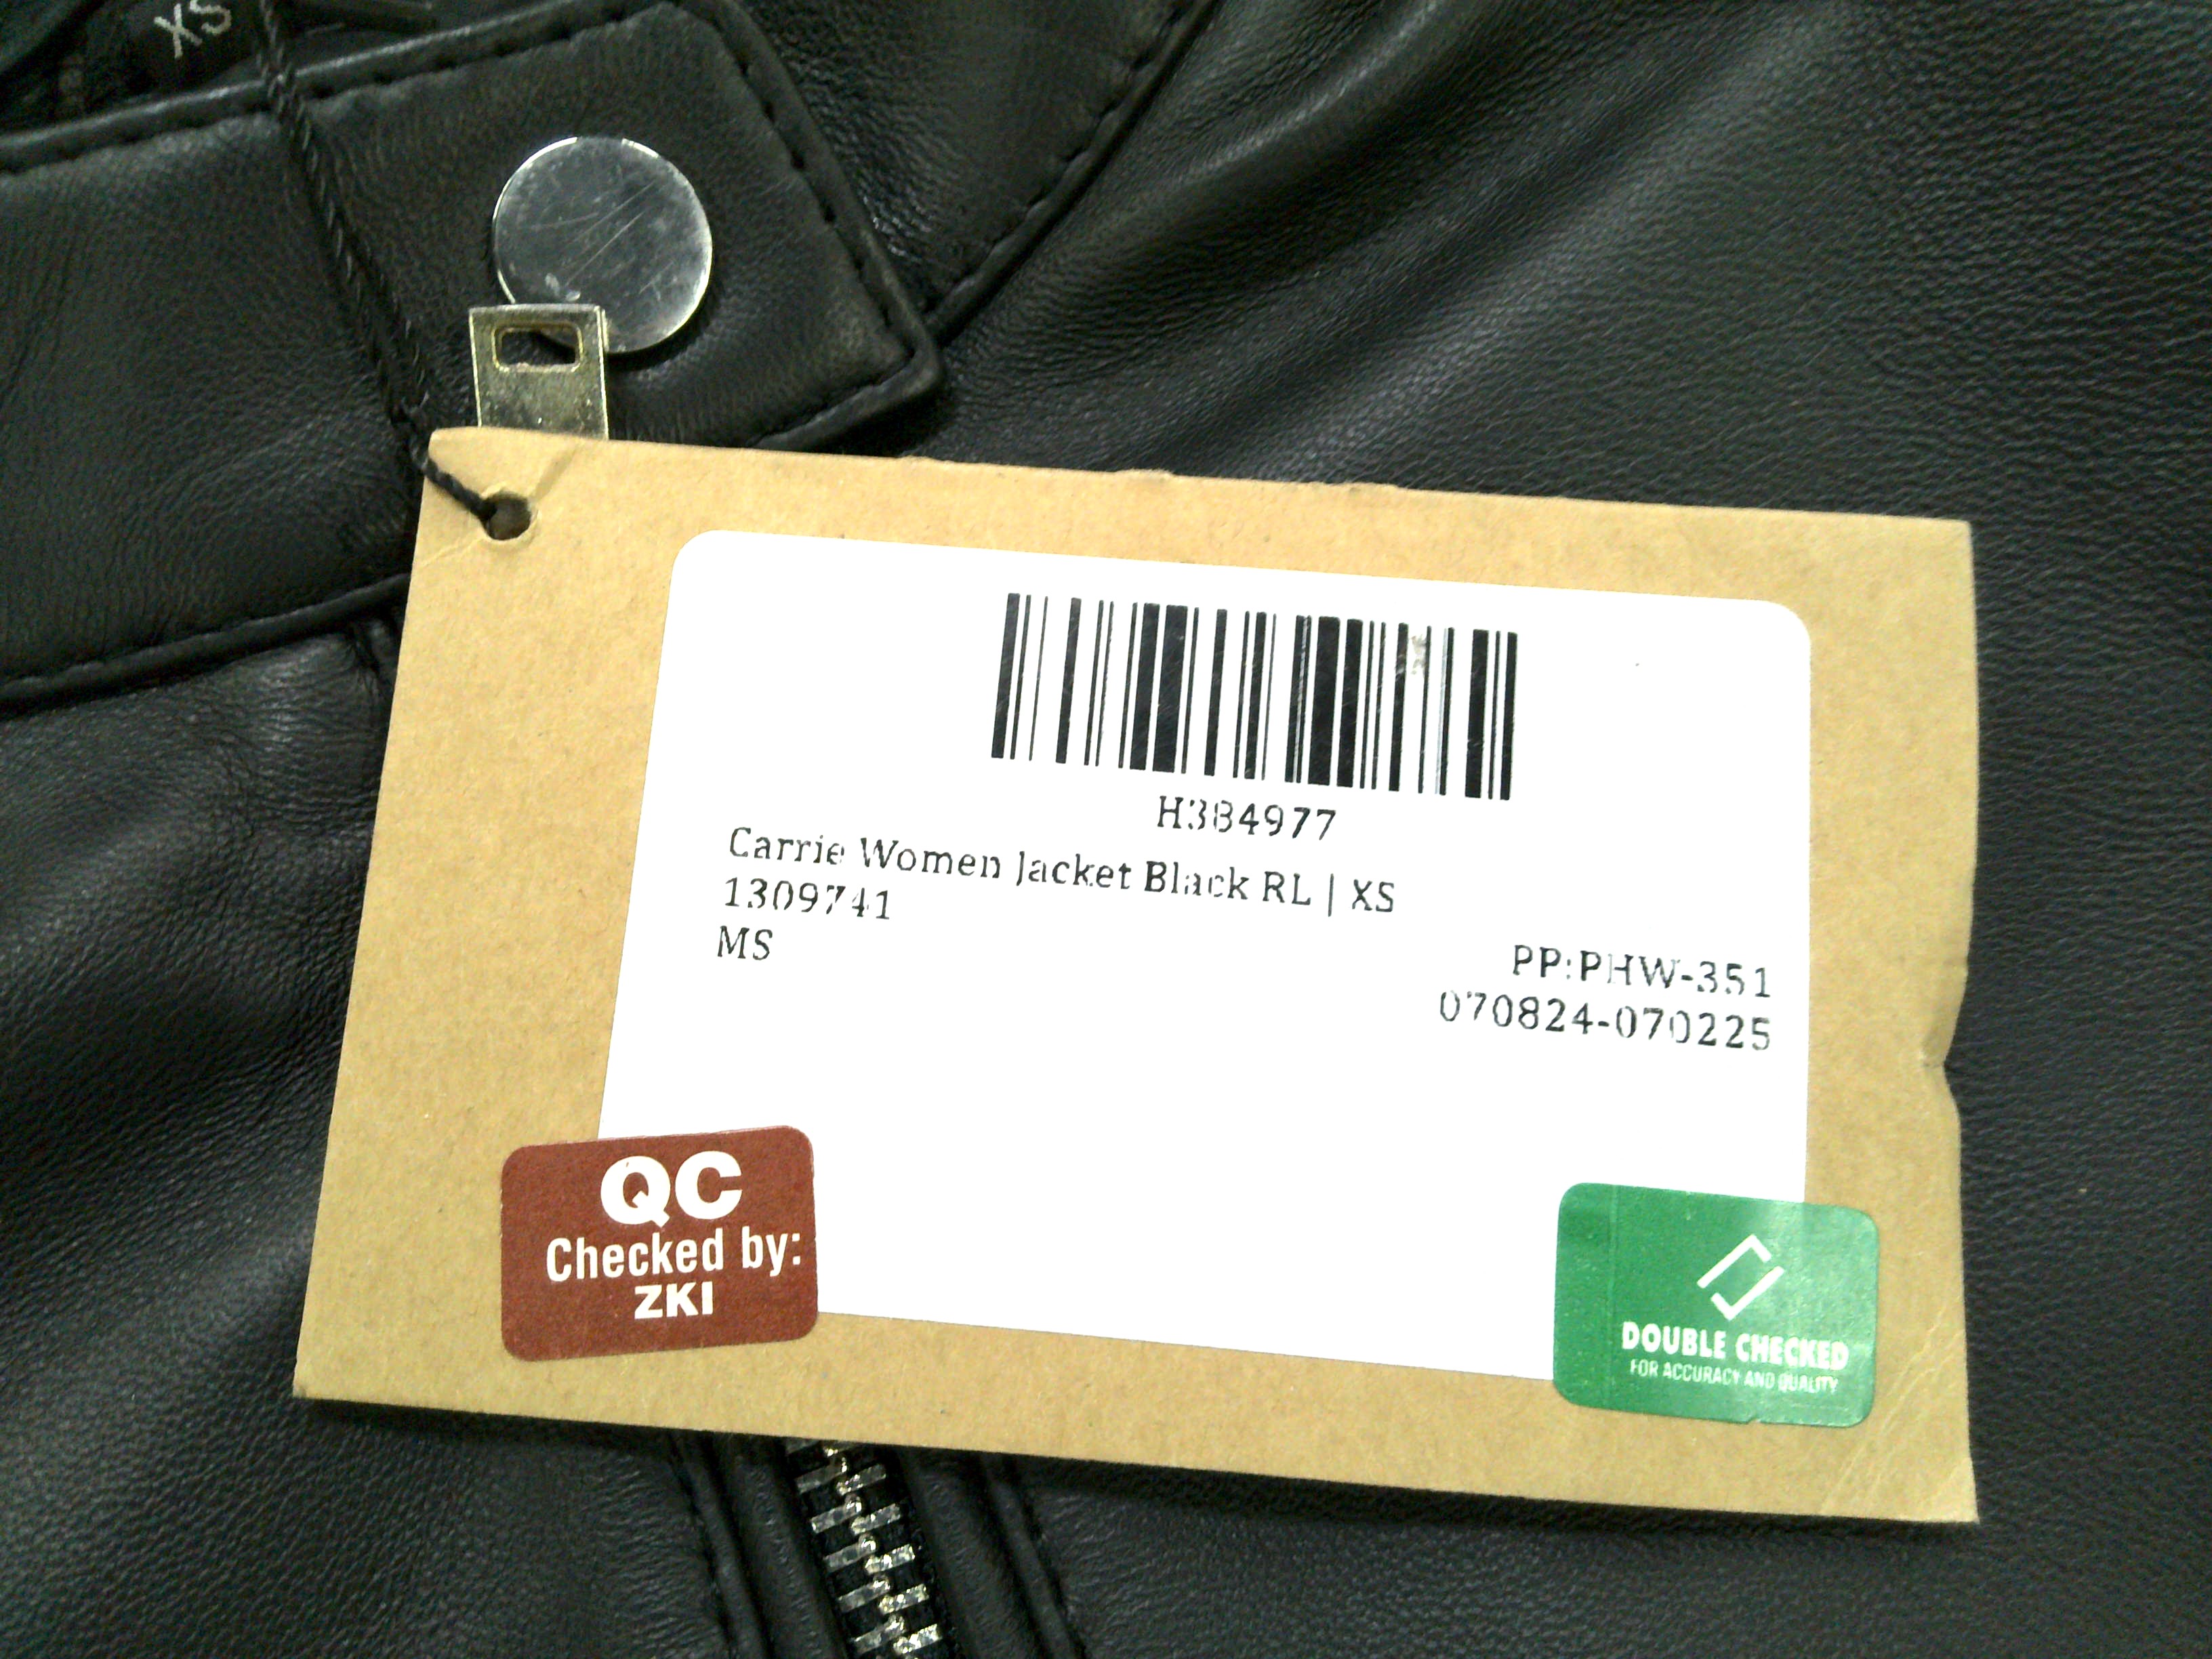 XS
H384977
Carrie Women Jacket Black RL | XS
1309741
MS
PP:PHW-351
070824-070225
QC
Checked by:
ZKI
DOUBLE CHECKED
FOR ACCURACY AND QUALITY